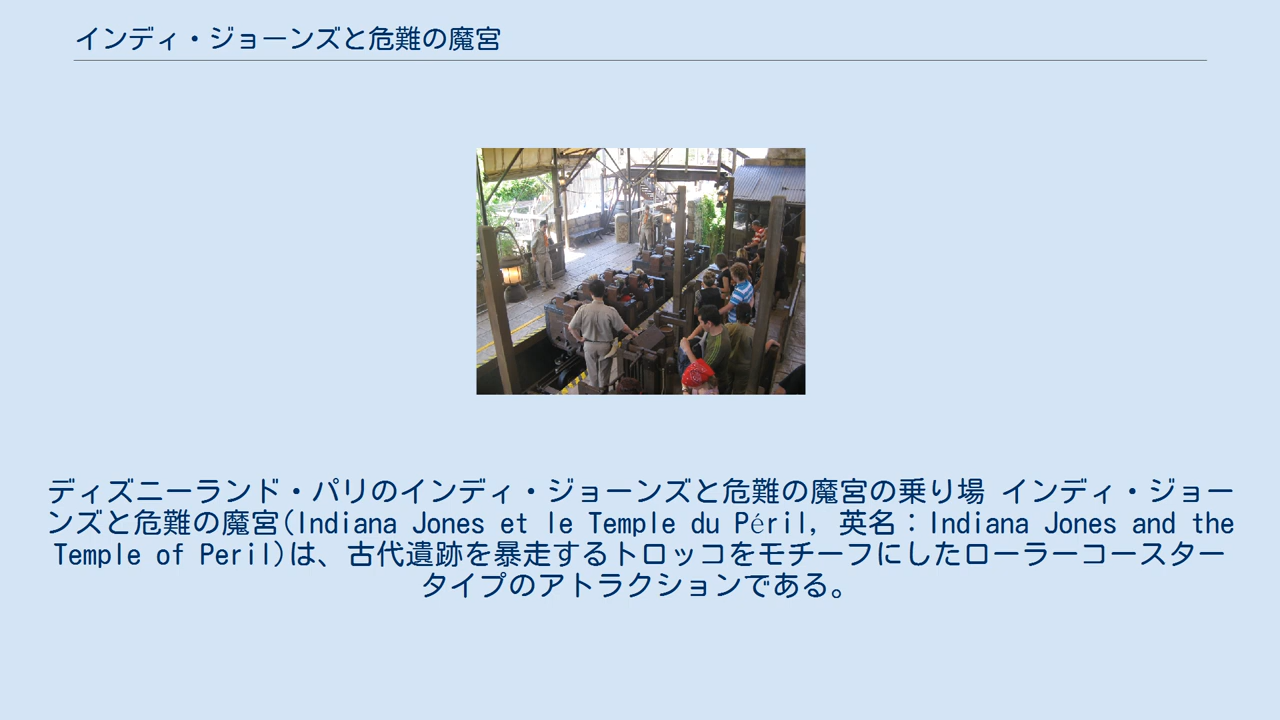 インディ・ジョーンズと危難の魔宮
ディズニーランド・パリのインディ・ジョーンズと危難の魔宮の乗り場 インディ・ジョー
ンズと危難の魔宮(Indiana Jones et le Temple du Péril, 英名：Indiana Jones and the
Temple of Peril)は、古代遺跡を暴走するトロッコをモチーフにしたローラーコースター
タイプのアトラクションである。